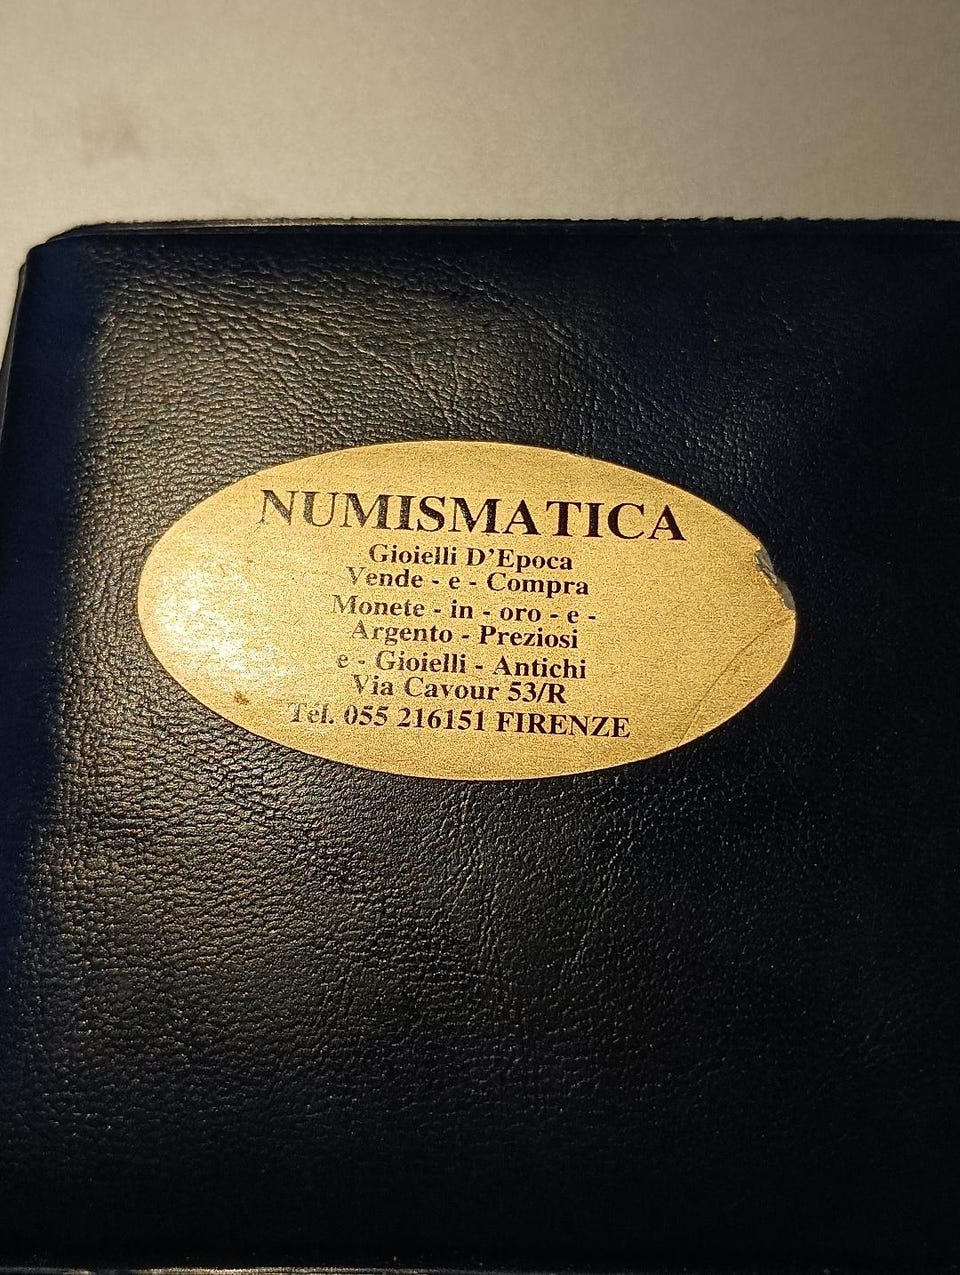 NUMISMATICA
Gioielli D'Epoca
Vende - e - Compra
Monete - in - oro - e -
Argento - Preziosi
e - Gioielli - Antichi
Via Cavour 53/R
Tel. 055 216151 FIRENZE